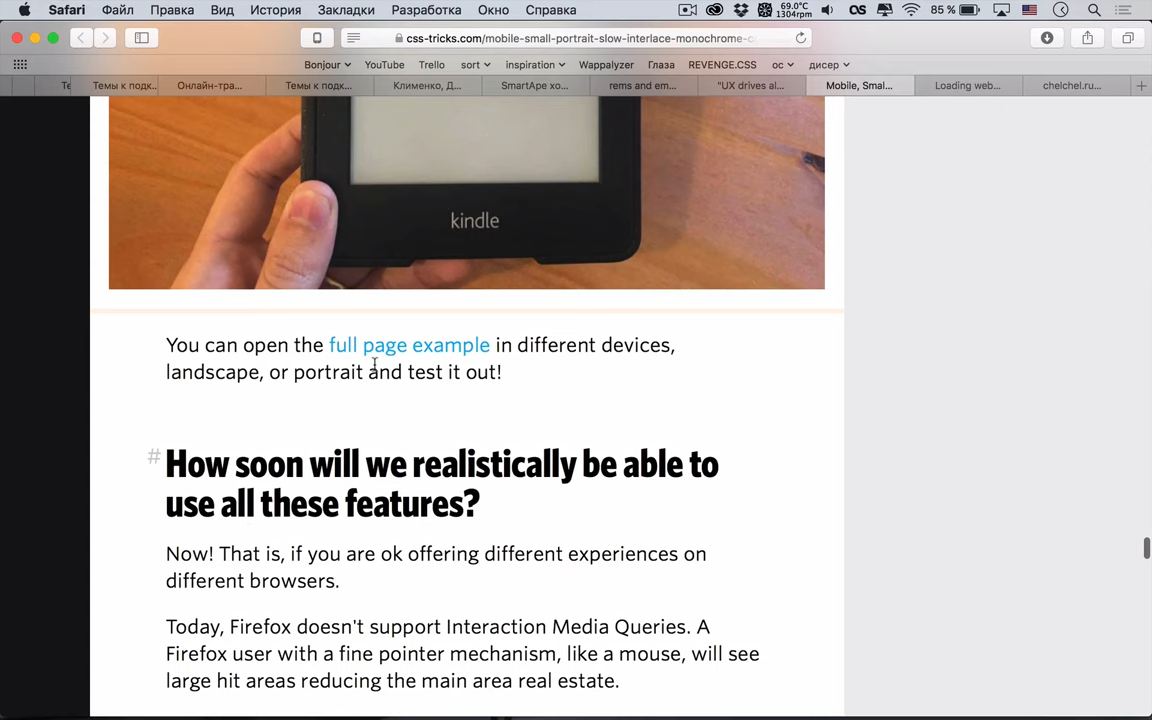 Safari Файл Правка Вид История Закладки Разработка Окно Справка 69.0°C 1304rpm 85 %
css-tricks.com/mobile-small-portrait-slow-interlace-monochrome-c
Bonjour YouTube Trello sort inspiration Wappalyzer Глаза REVENGE.CSS ос дисер
Те Темы к подк... Онлайн-тра... Темы к подк... Клименко, Д... SmartApe хо... rems and em... "UX drives al... Mobile, Smal... Loading web... chelchel.ru...
kindle
You can open the full page example in different devices,
landscape, or portrait and test it out!
# How soon will we realistically be able to
use all these features?
Now! That is, if you are ok offering different experiences on
different browsers.
Today, Firefox doesn't support Interaction Media Queries. A
Firefox user with a fine pointer mechanism, like a mouse, will see
large hit areas reducing the main area real estate.